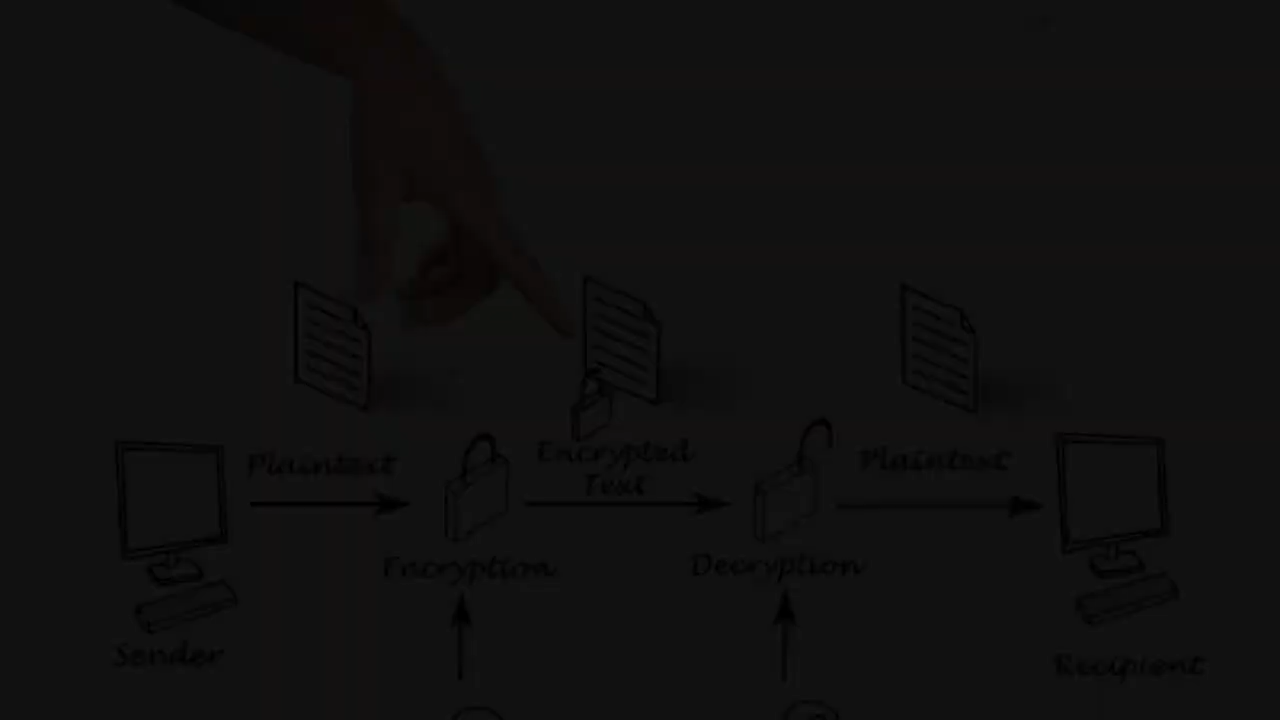 Plaintext
Encrypted
Text
Plaintext
Encryption
Decryption
Sender
Recipient